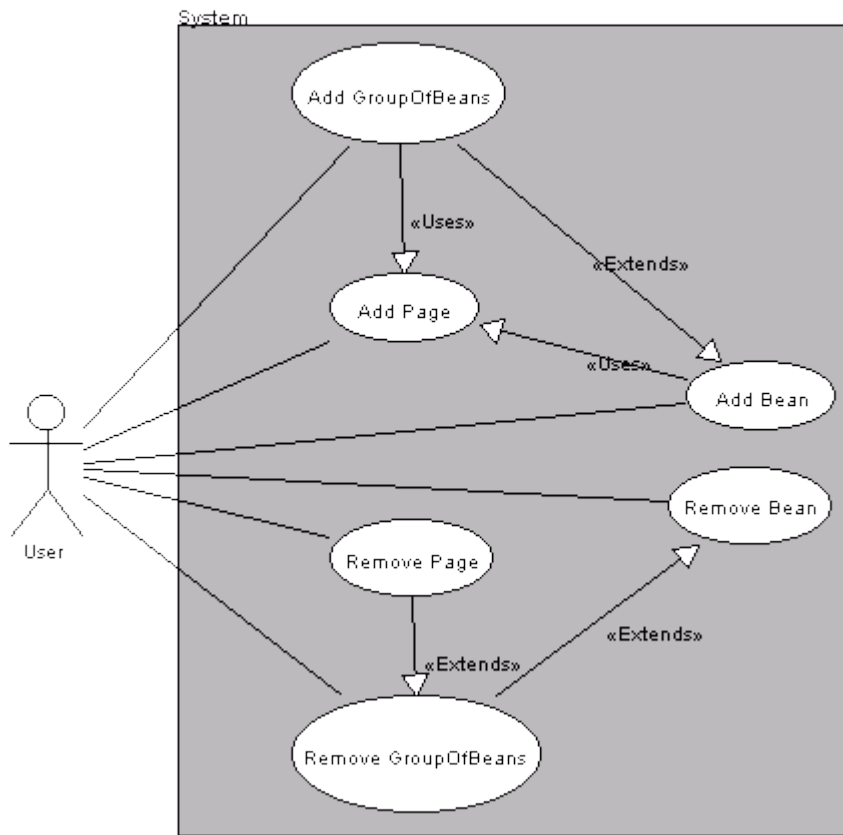 System
Add GroupOfBeans
«Uses»
«Extends»
Add Page
«Uses»
Add Bean
Remove Bean
User
Remove Page
«Extends»
«Extends»
Remove GroupOfBeans